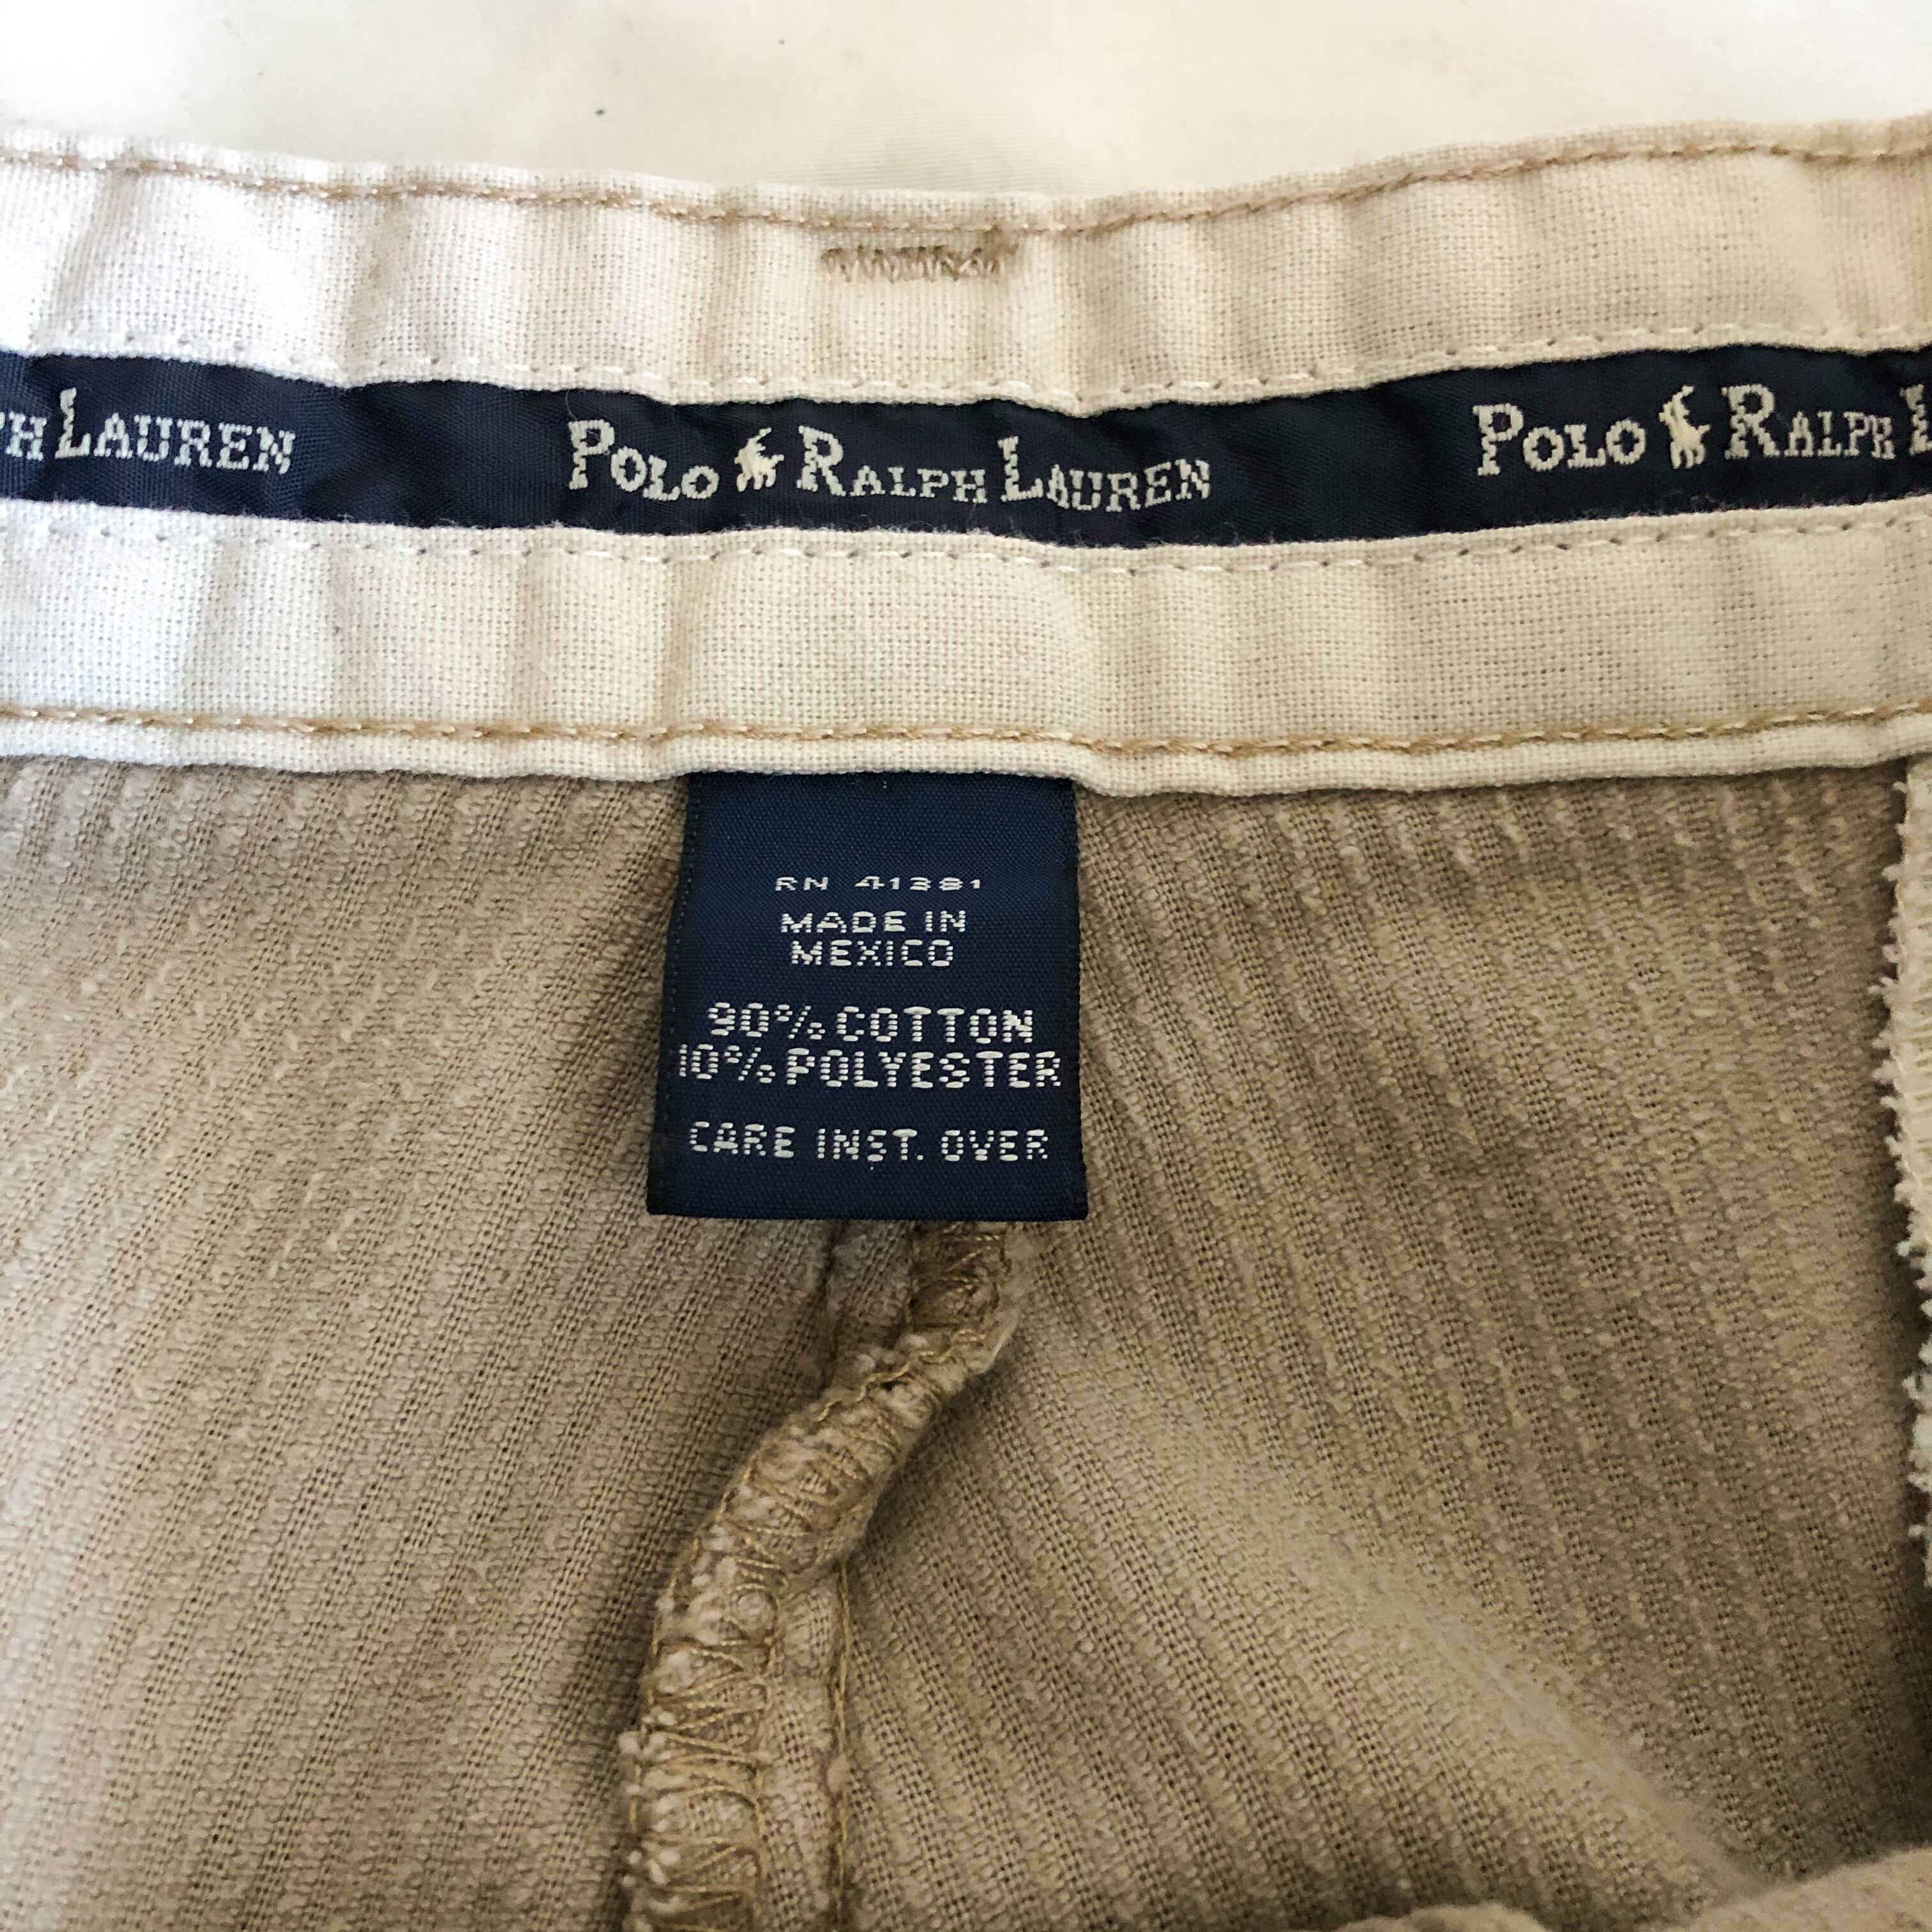 PH LAUREN POLO RALPH LAUREN POLO RALPH L
RN 41381
MADE IN
MEXICO
90% COTTON
10% POLYESTER
CARE INST. OVER